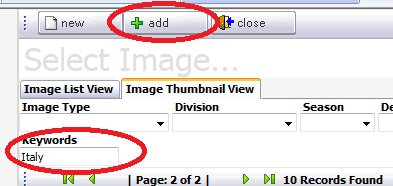 new add close
Select Image...
Image List View Image Thumbnail View
Image Type Division Season
Keywords
Italy
| Page: 2 of 2 | 10 Records Found